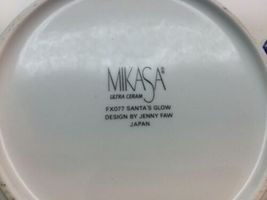 MIKASA®
ULTRA CERAM
FX077 SANTA'S GLOW
DESIGN BY JENNY FAW
JAPAN